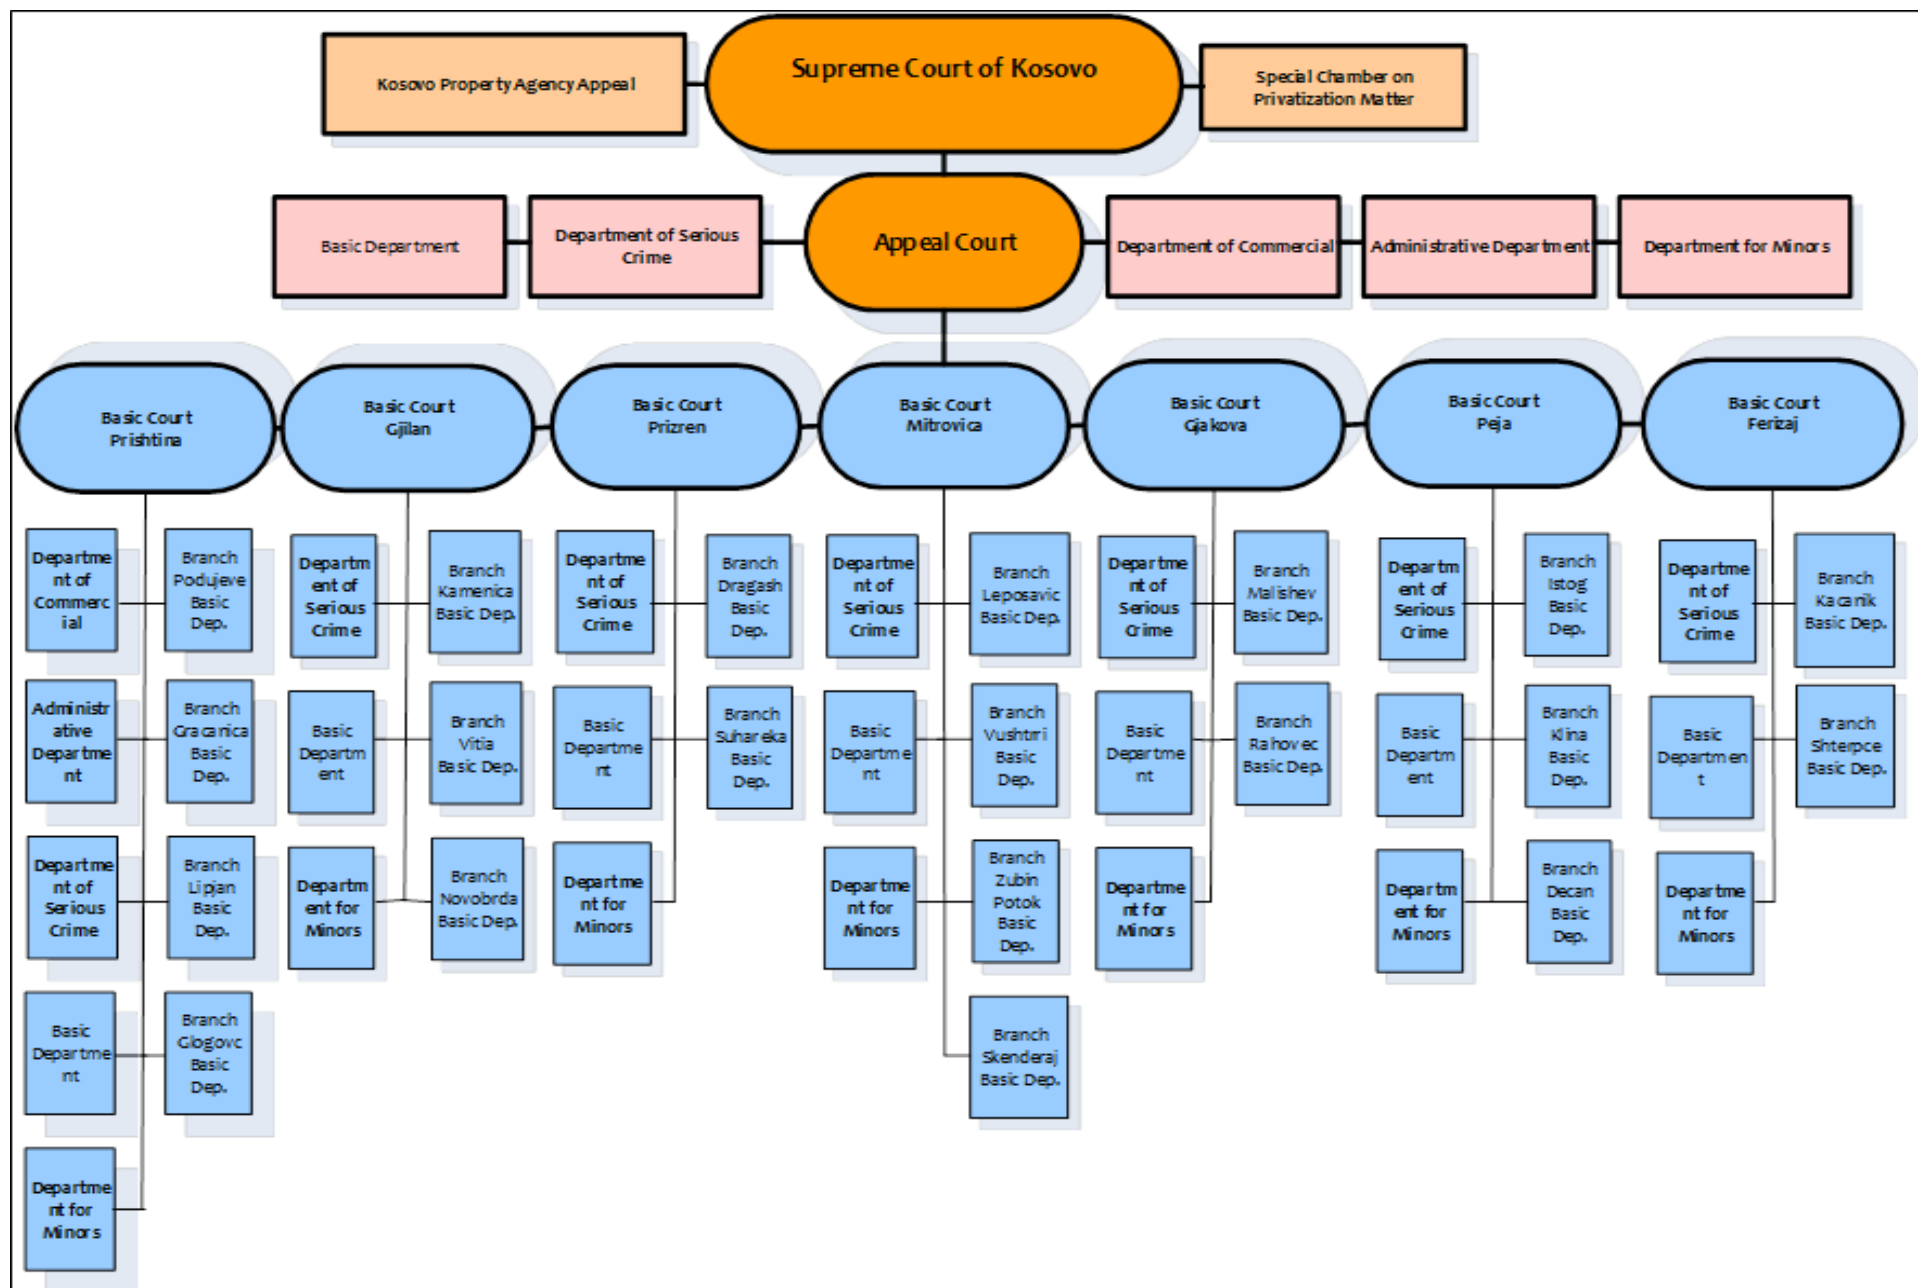 Supreme Court of Kosovo
Kosovo Property Agency Appeal
Special Chamber on
Privatization Matter
Appeal Court
Basic Department
Department of Serious
Crime
Department of Commercial
Administrative Department
Department for Minors
Basic Court
Prishtina
Basic Court
Gjilan
Basic Court
Prizren
Basic Court
Mitrovica
Basic Court
Gjakova
Basic Court
Peja
Basic Court
Ferizaj
Departme
nt of
Commerc
ial
Branch
Podujeve
Basic
Dep.
Administr
ative
Departme
nt
Branch
Gracanica
Basic
Dep.
Departme
nt of
Serious
Crime
Branch
Lipjan
Basic
Dep.
Basic
Departme
nt
Branch
Glogovc
Basic
Dep.
Departme
nt for
Minors
Departm
ent of
Serious
Crime
Branch
Kamenica
Basic Dep.
Basic
Departm
ent
Branch
Vitia
Basic Dep.
Departm
ent for
Minors
Branch
Novobrda
Basic Dep.
Departme
nt of
Serious
Crime
Branch
Dragash
Basic
Dep.
Basic
Departme
nt
Branch
Suhareka
Basic
Dep.
Departme
nt for
Minors
Departme
nt of
Serious
Crime
Branch
Leposavic
Basic Dep.
Basic
Departme
nt
Branch
Vushtrri
Basic
Dep.
Departme
nt for
Minors
Branch
Zubin
Potok
Basic
Dep.
Branch
Skenderaj
Basic Dep.
Departme
nt of
Serious
Crime
Branch
Malishev
Basic Dep.
Basic
Departme
nt
Branch
Rahovec
Basic Dep.
Departme
nt for
Minors
Departm
ent of
Serious
Crime
Branch
Istog
Basic
Dep.
Basic
Departm
ent
Branch
Klina
Basic
Dep.
Departm
ent for
Minors
Branch
Decan
Basic
Dep.
Departme
nt of
Serious
Crime
Branch
Kacanik
Basic Dep.
Basic
Departmen
t
Branch
Shterpce
Basic Dep.
Departme
nt for
Minors